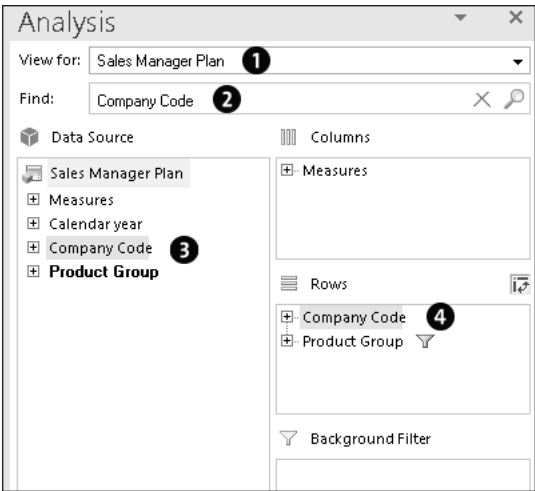 Analysis
View for: Sales Manager Plan 1
Find: Company Code 2
Data Source
Sales Manager Plan
Measures
Calendar year
Company Code 3
Product Group
Columns
Measures
Rows
Company Code 4
Product Group
Background Filter